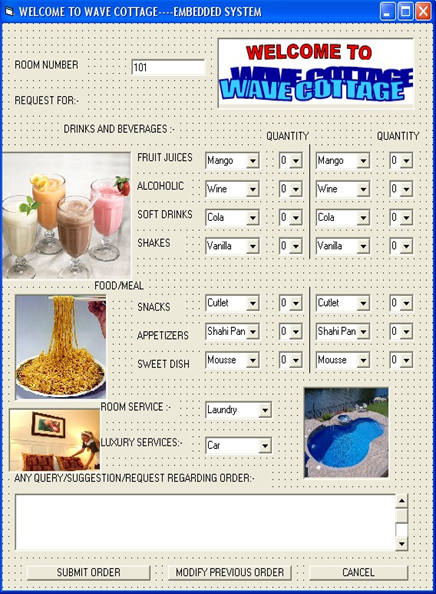 WELCOME TO WAVE COTTAGE----EMBEDDED SYSTEM
WELCOME TO
WAVE COTTAGE
WAVE COTTAGE
ROOM NUMBER 101
REQUEST FOR:-
DRINKS AND BEVERAGES :-
QUANTITY QUANTITY
FRUIT JUICES Mango 0 Mango 0
ALCOHOLIC Wine 0 Wine 0
SOFT DRINKS Cola 0 Cola 0
SHAKES Vanilla 0 Vanilla 0
FOOD/MEAL
SNACKS Cutlet 0 Cutlet 0
APPETIZERS Shahi Pan 0 Shahi Pan 0
SWEET DISH Mousse 0 Mousse 0
ROOM SERVICE :- Laundry
LUXURY SERVICES:- Car
ANY QUERY/SUGGESTION/REQUEST REGARDING ORDER:-
SUBMIT ORDER MODIFY PREVIOUS ORDER CANCEL